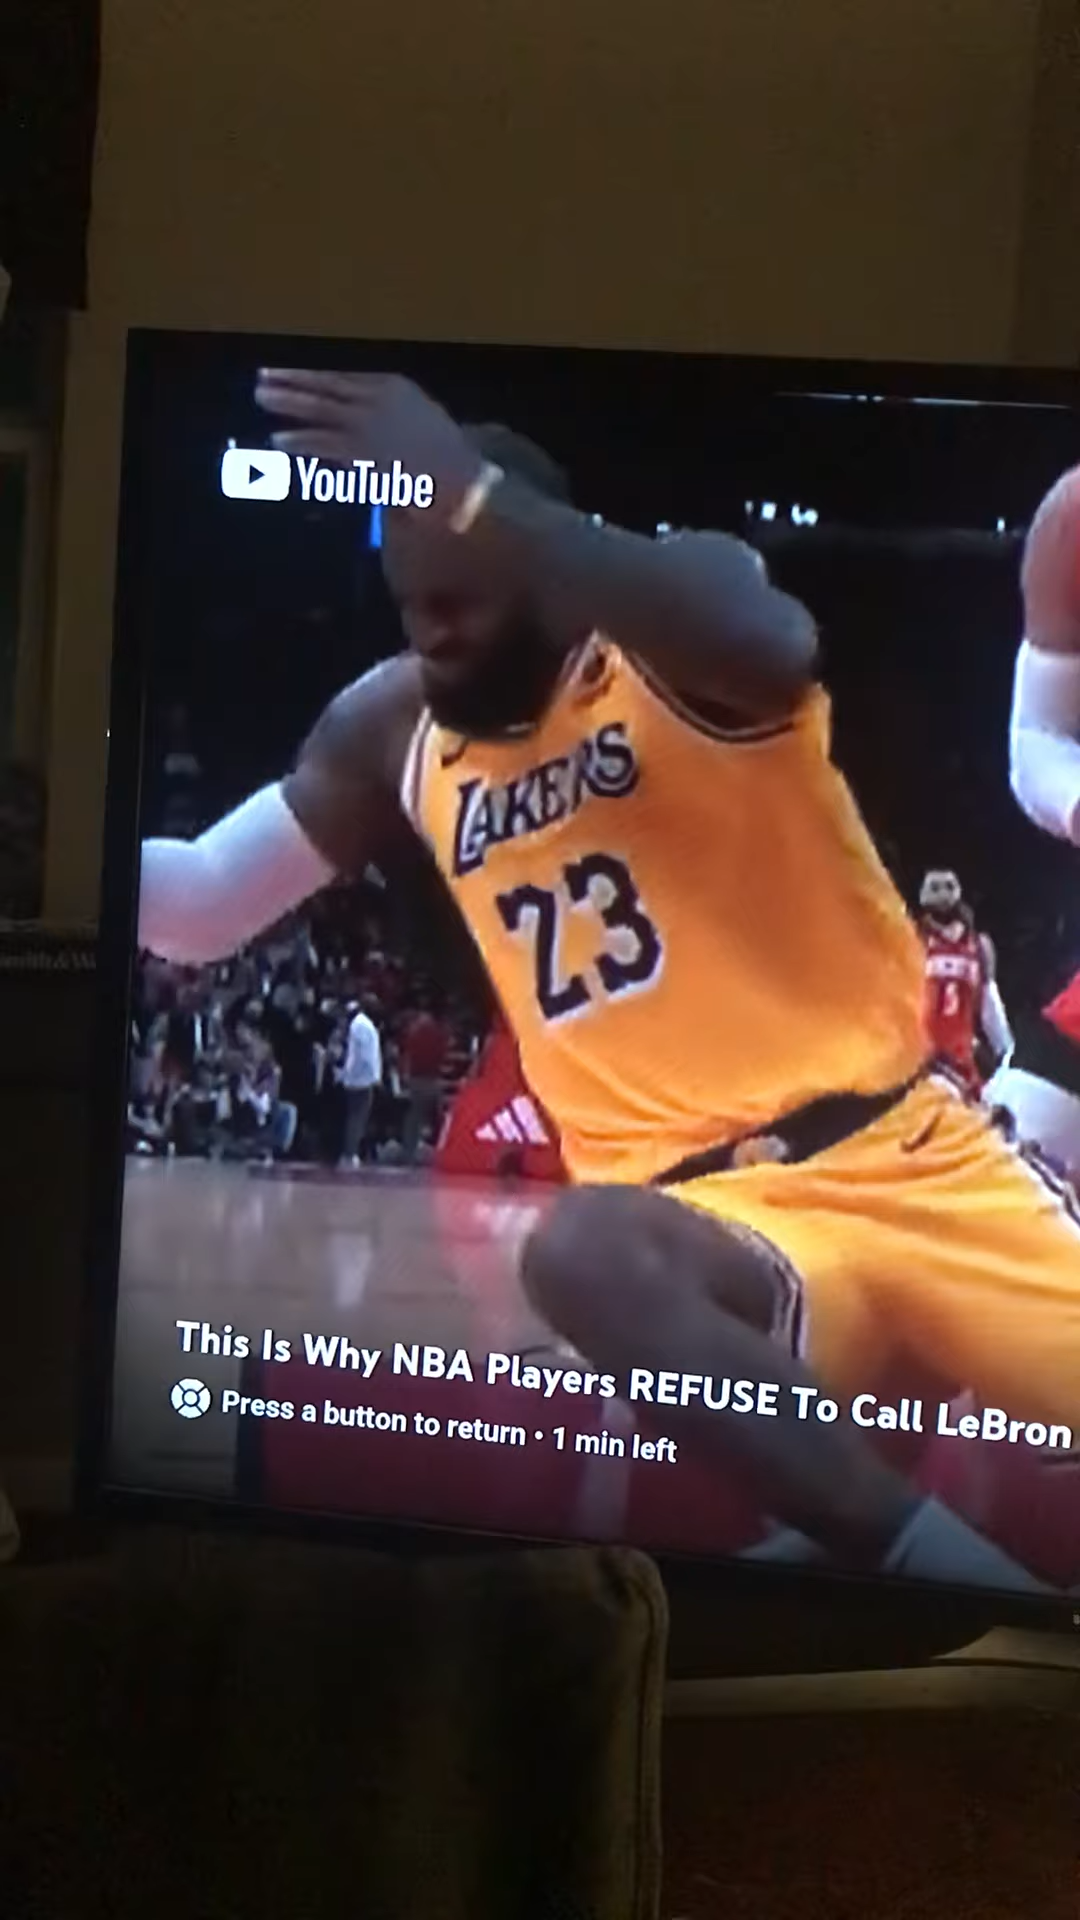 YouTube
LAKERS
23
This Is Why NBA Players REFUSE To Call LeBron
Press a button to return • 1 min left